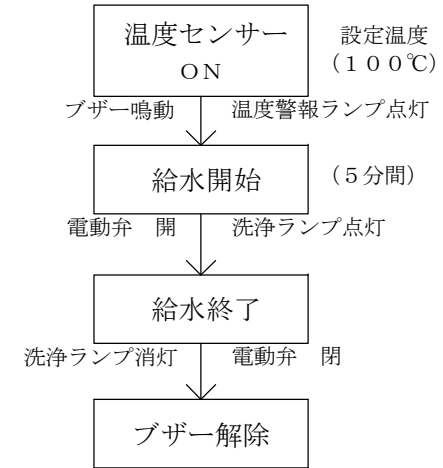 温度センサー
ON
設定温度
（１００℃）
ブザー鳴動
温度警報ランプ点灯
給水開始
（５分間）
電動弁　開
洗浄ランプ点灯
給水終了
洗浄ランプ消灯
電動弁　閉
ブザー解除